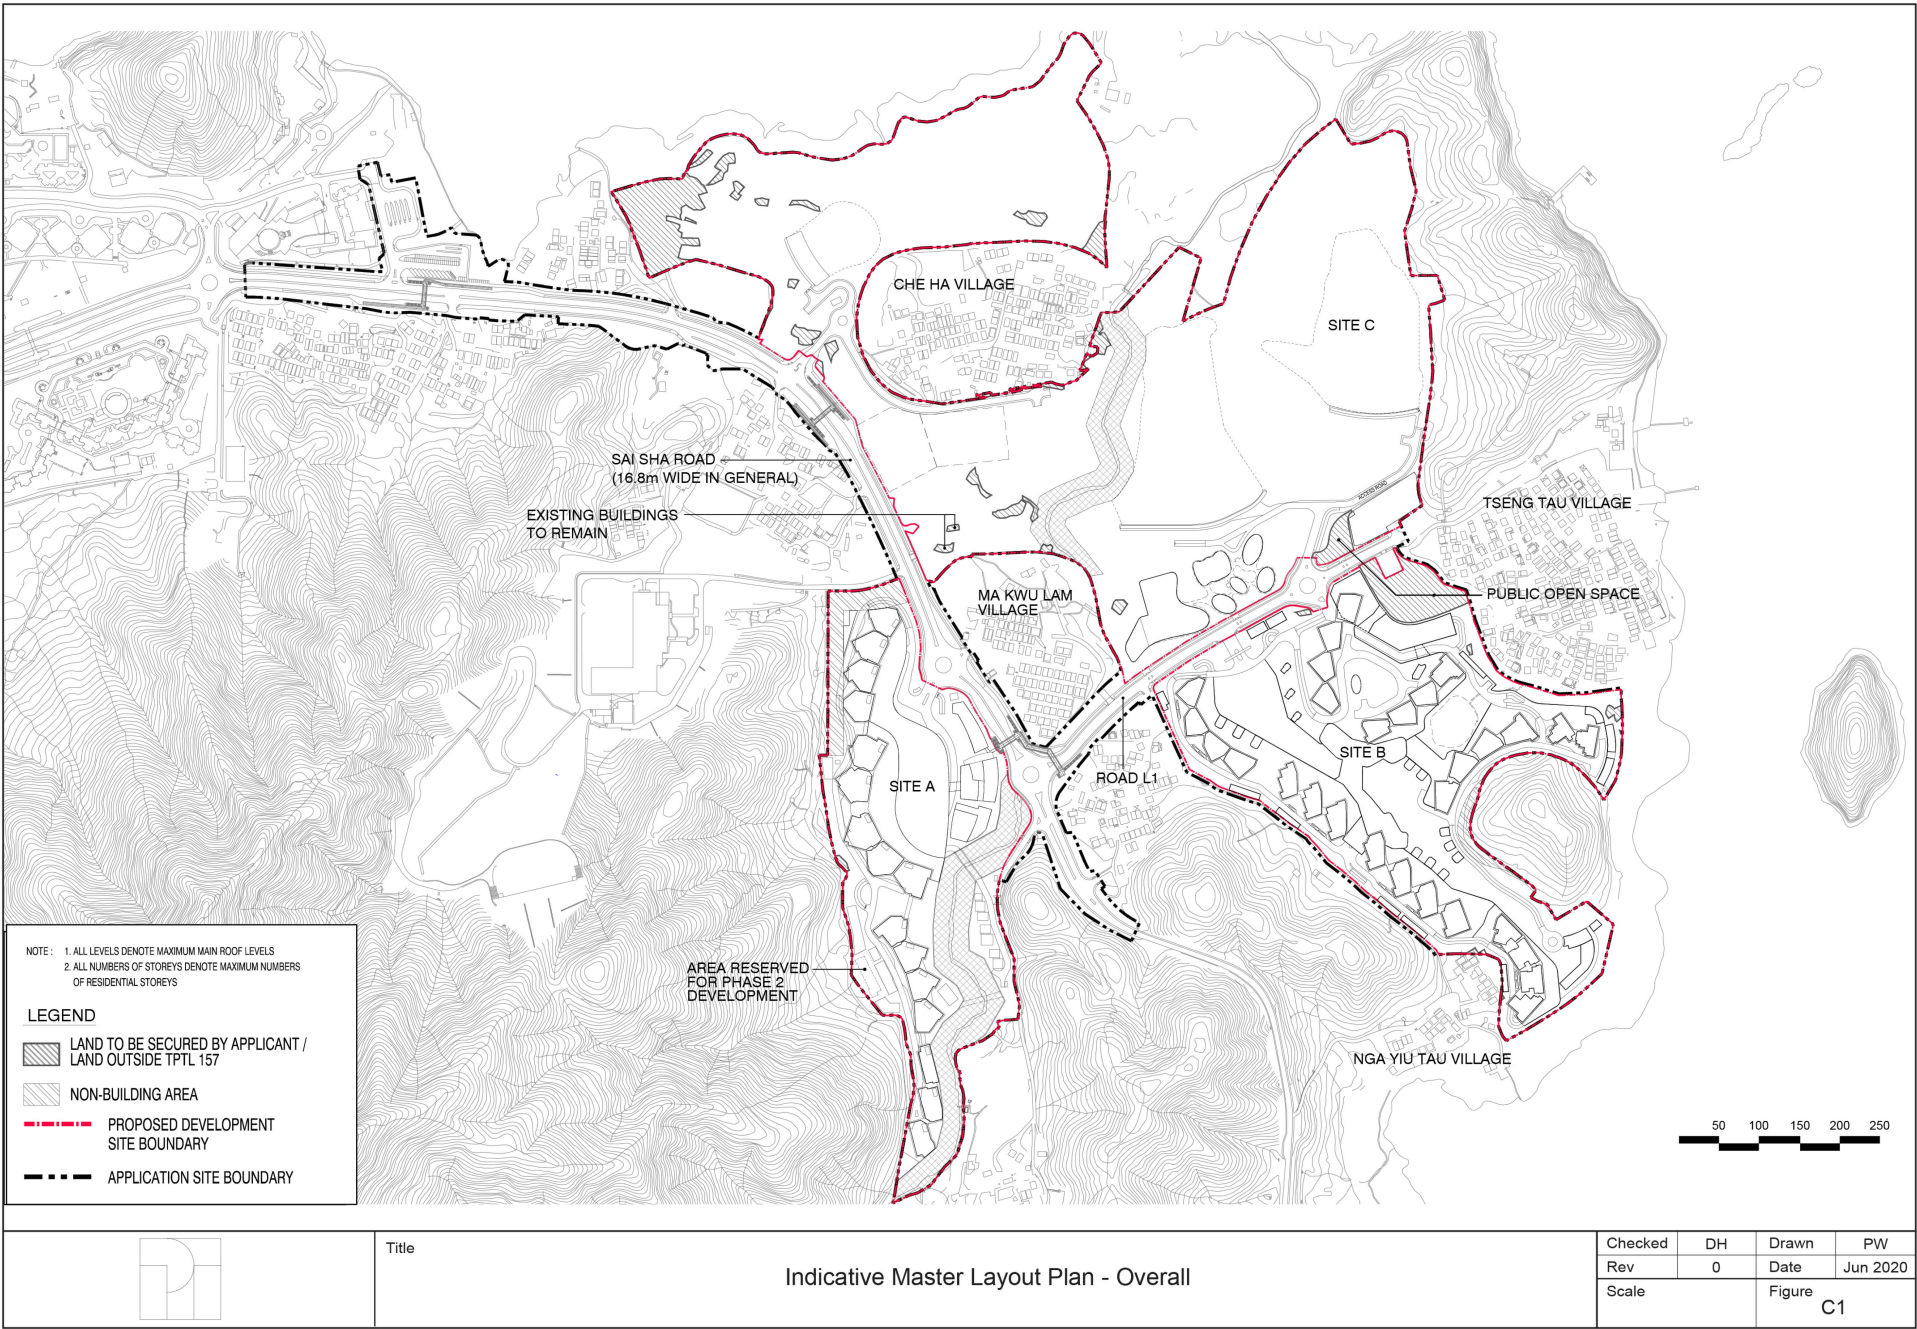 CHE HA VILLAGE
SITE C
SAI SHA ROAD
(16.8m WIDE IN GENERAL)
ACCESS ROAD
TSENG TAU VILLAGE
EXISTING BUILDINGS
TO REMAIN
MA KWU LAM
VILLAGE
PUBLIC OPEN SPACE
SITE B
ROAD L1
SITE A
AREA RESERVED
FOR PHASE 2
DEVELOPMENT
NGA YIU TAU VILLAGE
NOTE : 1. ALL LEVELS DENOTE MAXIMUM MAIN ROOF LEVELS
2. ALL NUMBERS OF STOREYS DENOTE MAXIMUM NUMBERS
OF RESIDENTIAL STOREYS
LEGEND
LAND TO BE SECURED BY APPLICANT /
LAND OUTSIDE TPTL 157
NON-BUILDING AREA
PROPOSED DEVELOPMENT
SITE BOUNDARY
APPLICATION SITE BOUNDARY
50 100 150 200 250
Title
Indicative Master Layout Plan - Overall
Checked DH Drawn PW
Rev 0 Date Jun 2020
Scale Figure
C1